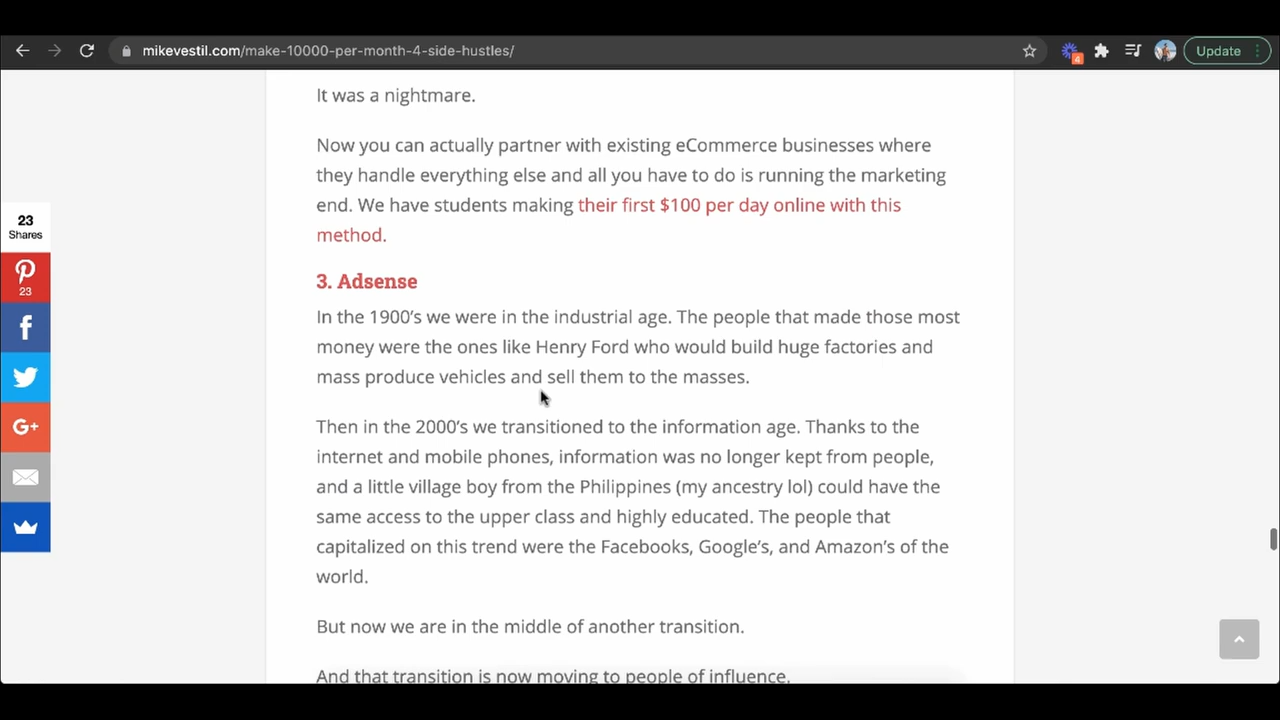 mikevestil.com/make-10000-per-month-4-side-hustles/
4
Update
It was a nightmare.
Now you can actually partner with existing eCommerce businesses where
they handle everything else and all you have to do is running the marketing
end. We have students making their first $100 per day online with this
method.
23
Shares
23
G+
3. Adsense
In the 1900's we were in the industrial age. The people that made those most
money were the ones like Henry Ford who would build huge factories and
mass produce vehicles and sell them to the masses.
Then in the 2000's we transitioned to the information age. Thanks to the
internet and mobile phones, information was no longer kept from people,
and a little village boy from the Philippines (my ancestry lol) could have the
same access to the upper class and highly educated. The people that
capitalized on this trend were the Facebooks, Google's, and Amazon's of the
world.
But now we are in the middle of another transition.
And that transition is now moving to people of influence.